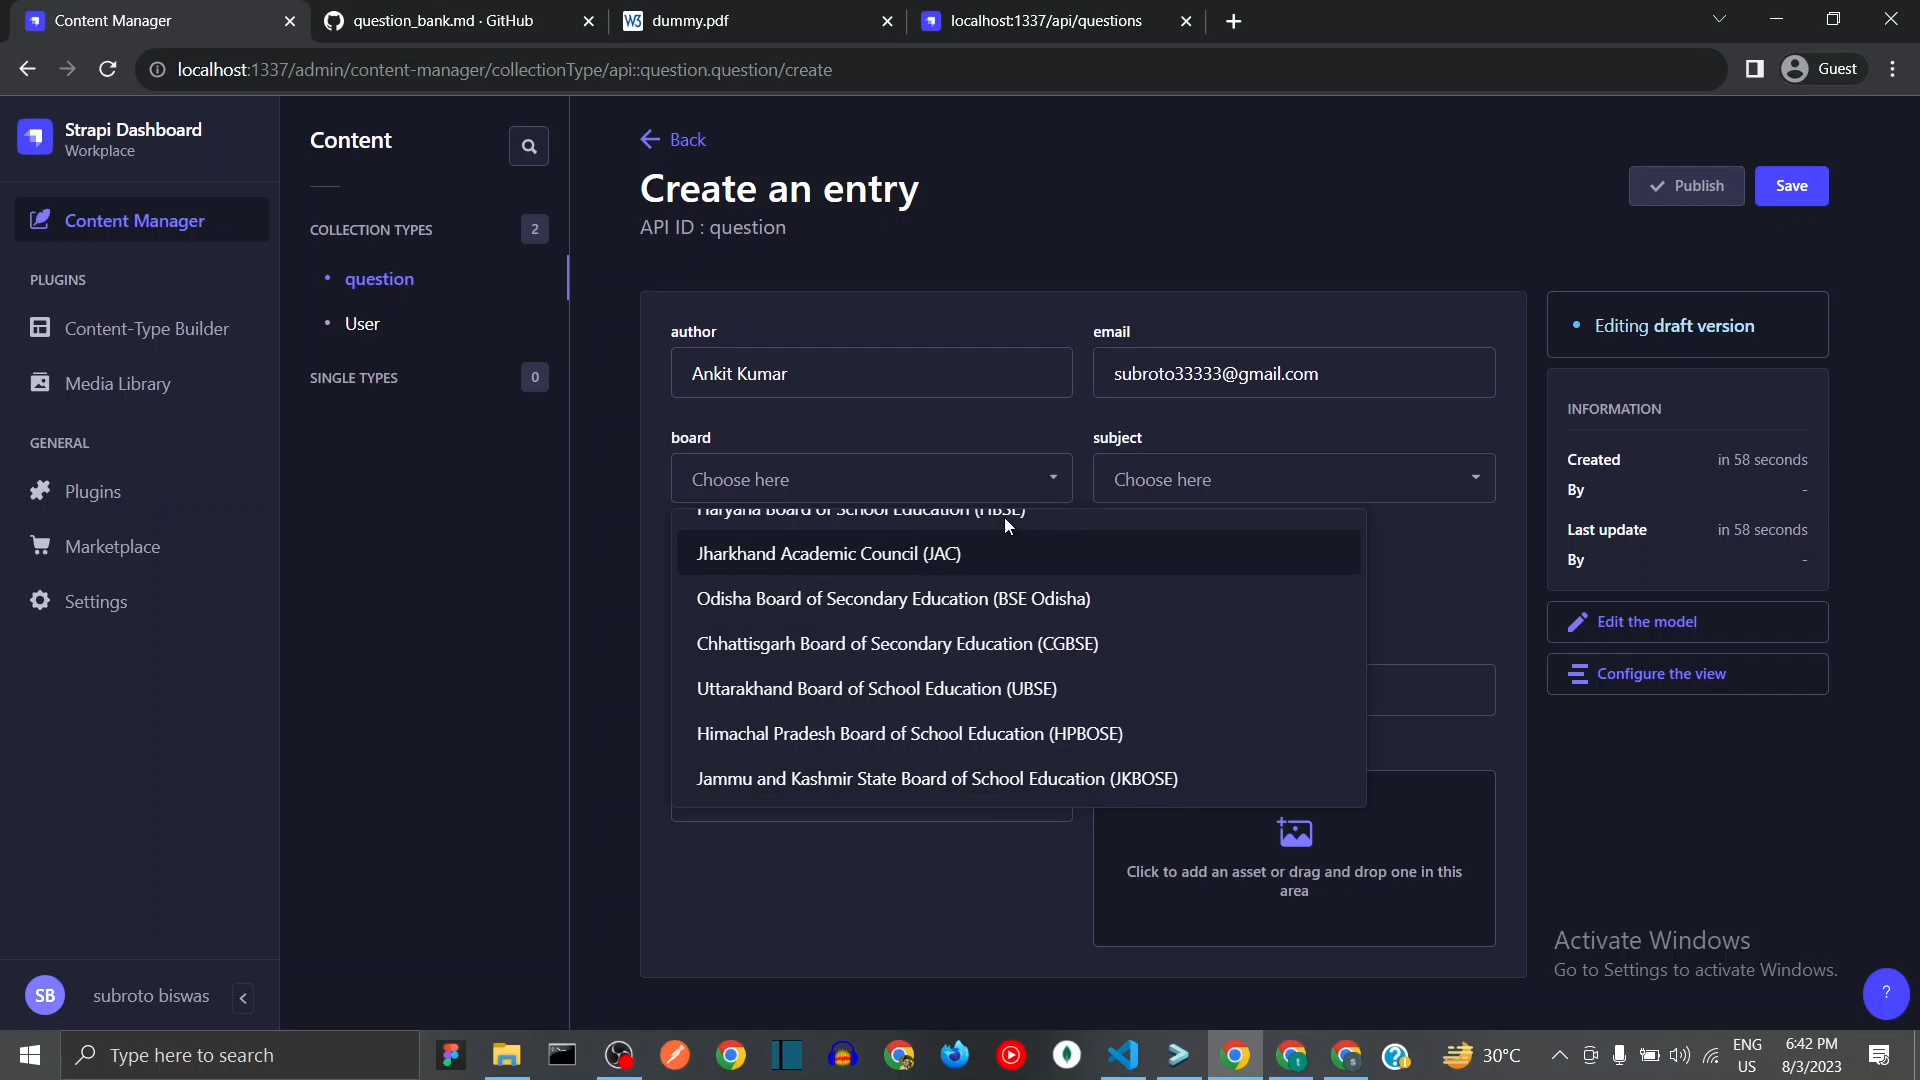 Content Manager
question_bank.md · GitHub
dummy.pdf
localhost:1337/api/questions
localhost:1337/admin/content-manager/collectionType/api::question.question/create
Guest
Strapi Dashboard
Workplace
Content Manager
PLUGINS
Content-Type Builder
Media Library
GENERAL
Plugins
Marketplace
Settings
SB
subroto biswas
Content
COLLECTION TYPES 2
question
User
SINGLE TYPES 0
Back
Create an entry
API ID : question
Publish
Save
author
Ankit Kumar
email
subroto33333@gmail.com
board
Choose here
subject
Choose here
Haryana Board of School Education (HBSE)
Jharkhand Academic Council (JAC)
Odisha Board of Secondary Education (BSE Odisha)
Chhattisgarh Board of Secondary Education (CGBSE)
Uttarakhand Board of School Education (UBSE)
Himachal Pradesh Board of School Education (HPBOSE)
Jammu and Kashmir State Board of School Education (JKBOSE)
Click to add an asset or drag and drop one in this
area
Editing draft version
INFORMATION
Created in 58 seconds
By -
Last update in 58 seconds
By -
Edit the model
Configure the view
Activate Windows
Go to Settings to activate Windows.
?
Type here to search
30°C
ENG
US
6:42 PM
8/3/2023